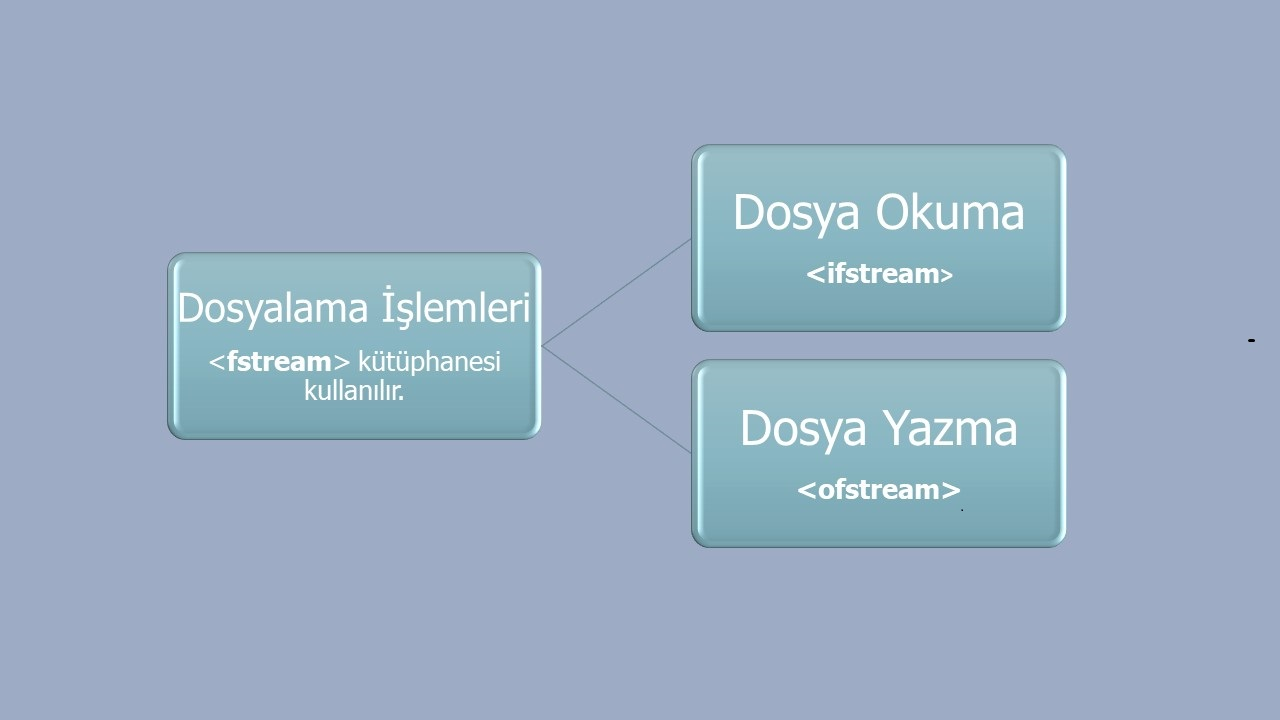 Dosyalama İşlemleri
<fstream> kütüphanesi
kullanılır.
Dosya Okuma
<ifstream>
Dosya Yazma
<ofstream>